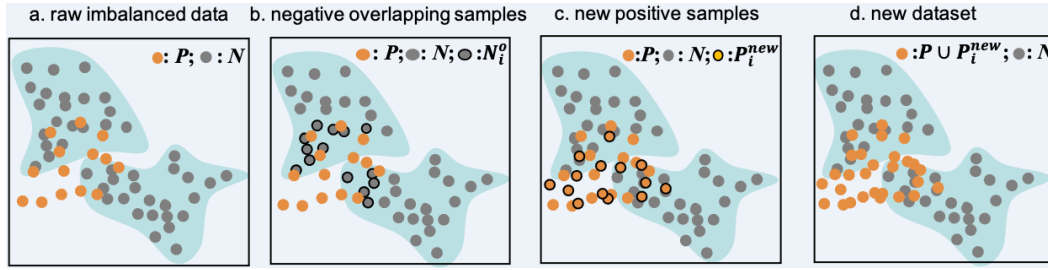 a. raw imbalanced data
: P; : N
b. negative overlapping samples
: P; : N; :N_i^o
c. new positive samples
:P; : N; :P_i^new
d. new dataset
:P ∪ P_i^new; : N